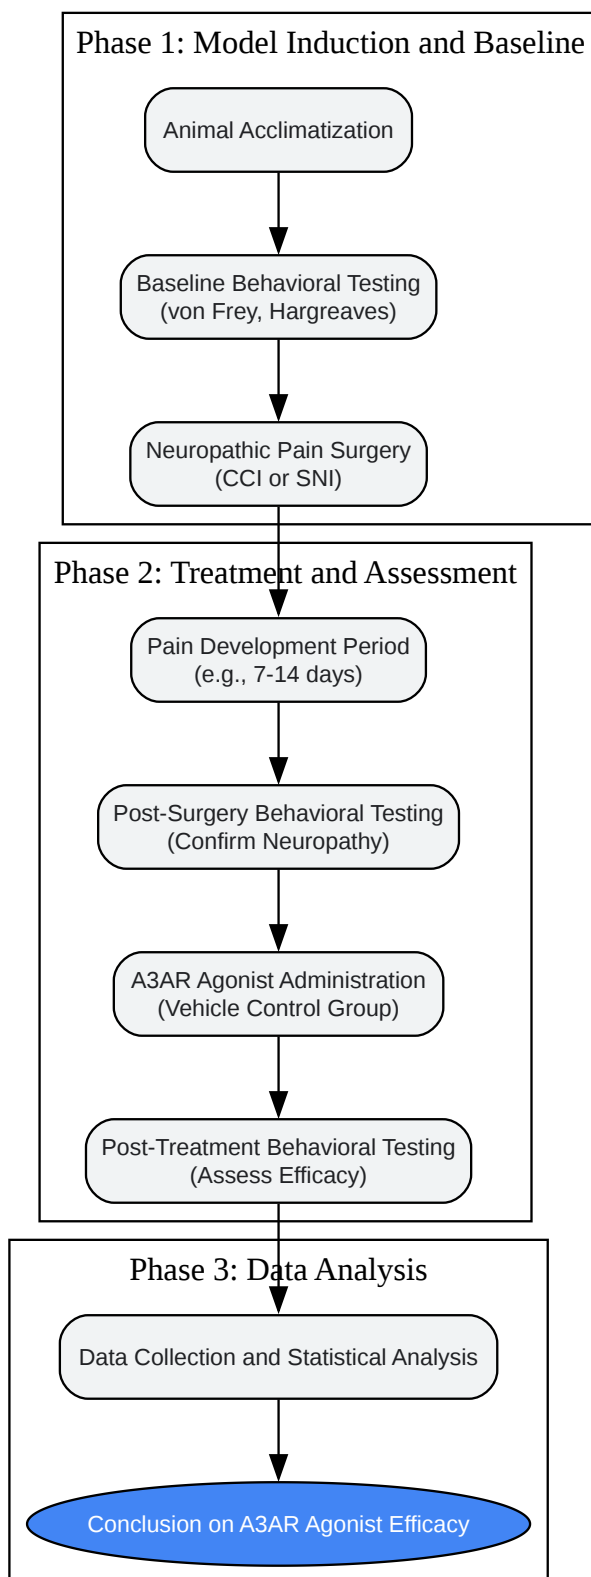 Phase 1: Model Induction and Baseline
Animal Acclimatization
Baseline Behavioral Testing
(von Frey, Hargreaves)
Neuropathic Pain Surgery
(CCI or SNI)
Phase 2: Treatment and Assessment
Pain Development Period
(e.g., 7-14 days)
Post-Surgery Behavioral Testing
(Confirm Neuropathy)
A3AR Agonist Administration
(Vehicle Control Group)
Post-Treatment Behavioral Testing
(Assess Efficacy)
Phase 3: Data Analysis
Data Collection and Statistical Analysis
Conclusion on A3AR Agonist Efficacy